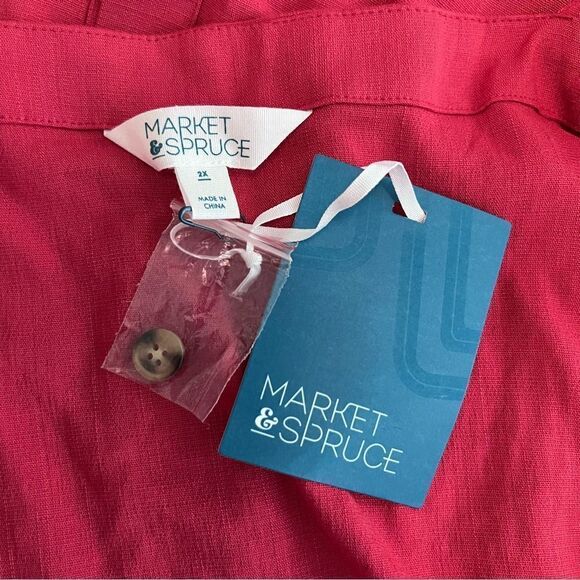 MARKET
& SPRUCE
2X
MADE IN
CHINA
MARKET
& SPRUCE